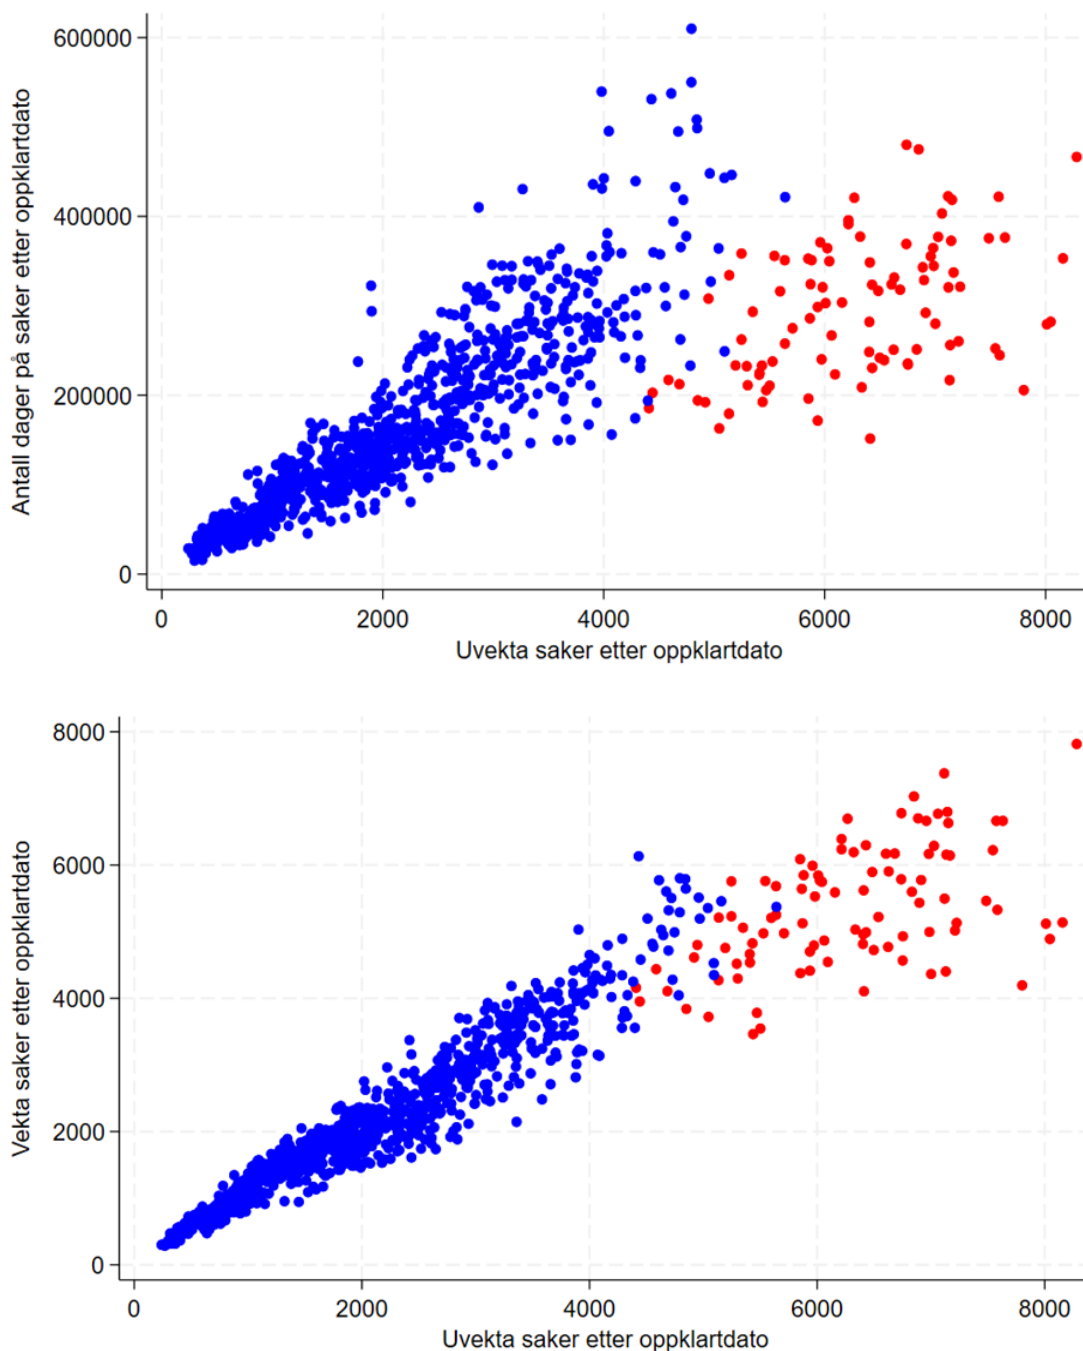 600000
400000
200000
0
Antall dager på saker etter oppklartdato
0 2000 4000 6000 8000
Uvekta saker etter oppklartdato
8000
6000
4000
2000
0
Vekta saker etter oppklartdato
0 2000 4000 6000 8000
Uvekta saker etter oppklartdato